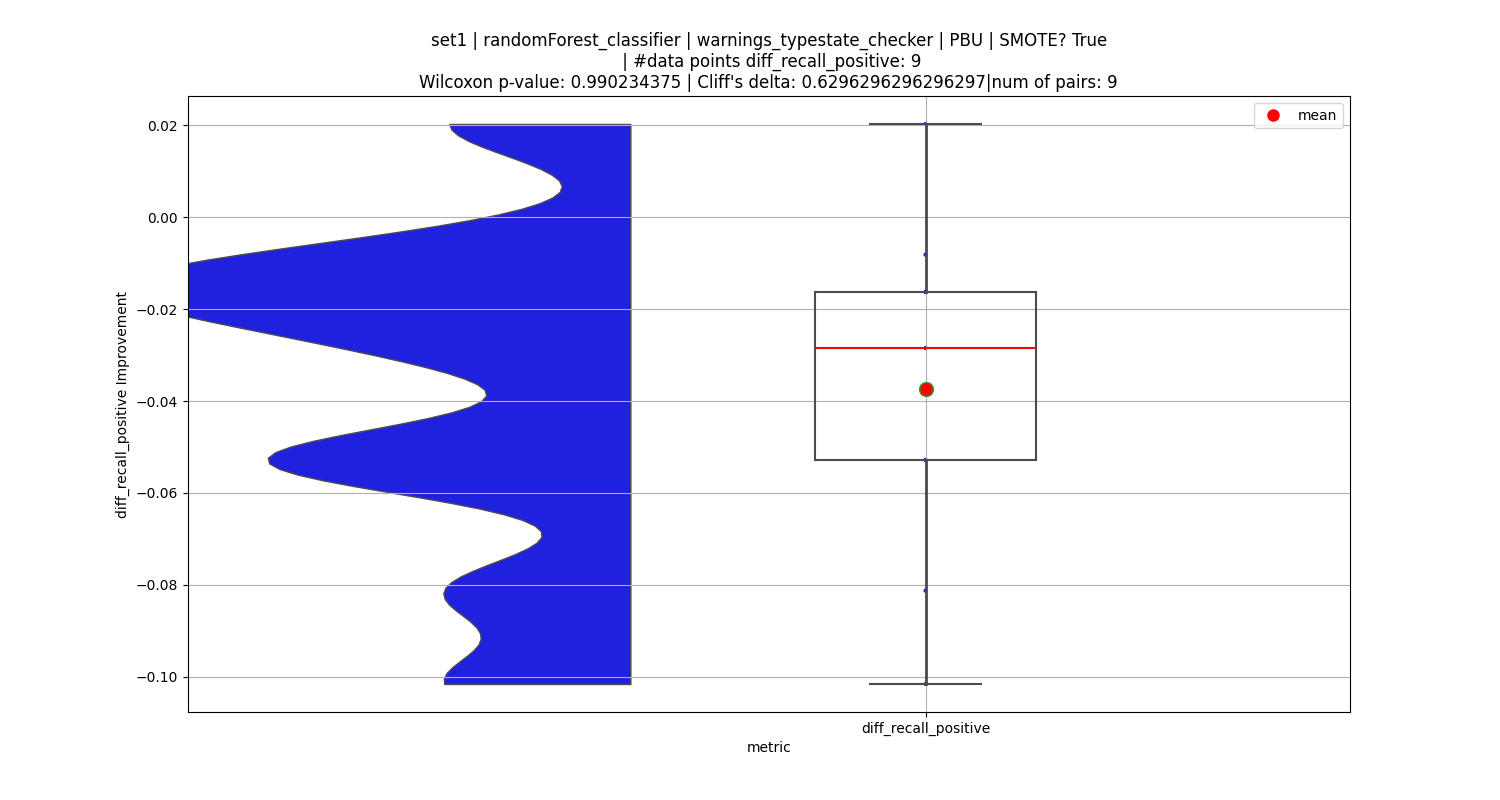 set1 | randomForest_classifier | warnings_typestate_checker | PBU | SMOTE? True
| #data points diff_recall_positive: 9
Wilcoxon p-value: 0.990234375 | Cliff's delta: 0.6296296296296297|num of pairs: 9
mean
0.02
0.00
−0.02
−0.04
−0.06
−0.08
−0.10
diff_recall_positive Improvement
diff_recall_positive
metric